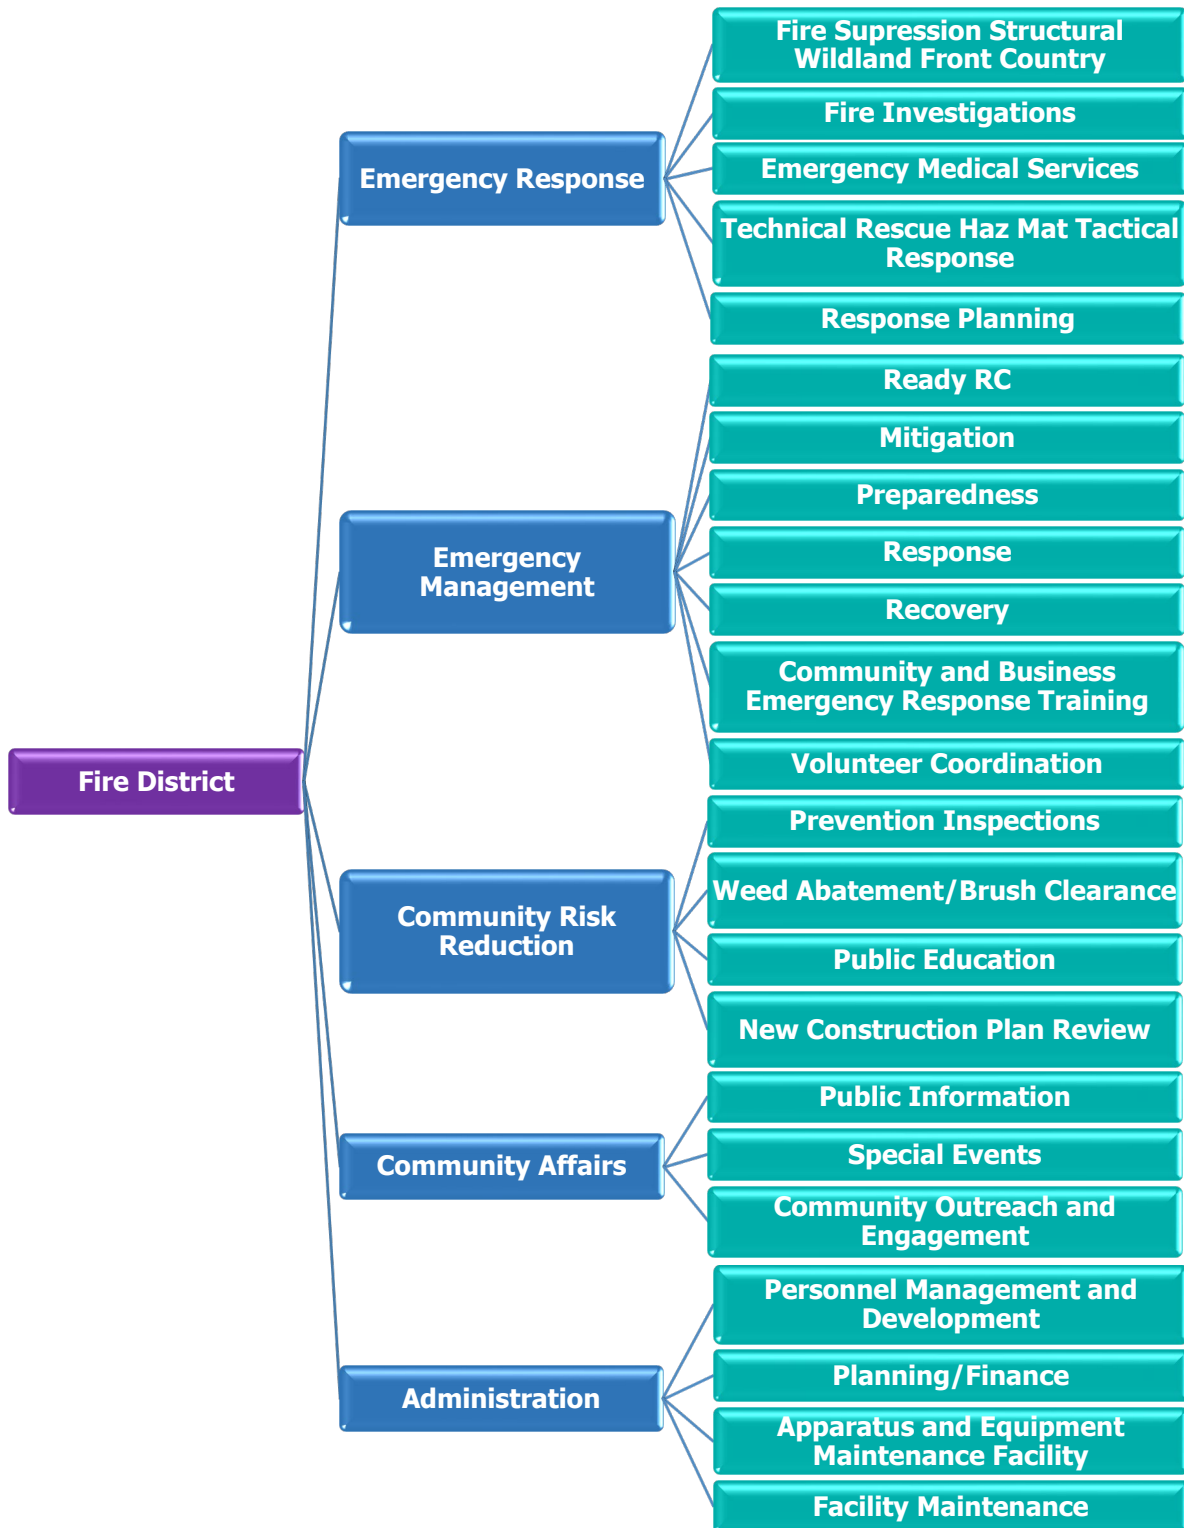 Fire Supression Structural
Wildland Front Country
Fire Investigations
Emergency Response
Emergency Medical Services
Technical Rescue Haz Mat Tactical
Response
Response Planning
Ready RC
Mitigation
Preparedness
Emergency
Management
Response
Recovery
Community and Business
Emergency Response Training
Volunteer Coordination
Fire District
Prevention Inspections
Weed Abatement/Brush Clearance
Community Risk
Reduction
Public Education
New Construction Plan Review
Public Information
Community Affairs
Special Events
Community Outreach and
Engagement
Personnel Management and
Development
Planning/Finance
Administration
Apparatus and Equipment
Maintenance Facility
Facility Maintenance